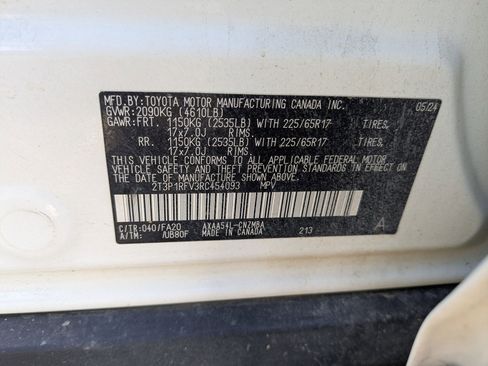 MFD.BY:TOYOTA MOTOR MANUFACTURING CANADA INC. 05/24
GVWR:2090KG (4610LB)
GAWR:FRT. 1150KG (2535LB) WITH 225/65R17 TIRES,
17x7.0J RIMS.
RR. 1150KG (2535LB) WITH 225/65R17 TIRES,
17x7.0J RIMS.
THIS VEHICLE CONFORMS TO ALL APPLICABLE FEDERAL MOTOR
VEHICLE SAFETY AND THEFT PREVENTION STANDARDS IN EFFECT
ON THE DATE OF MANUFACTURE SHOWN ABOVE.
2T3P1RFV3RC454093 MPV
C/TR:040/FA20 AXAA54L-CNZMBA A
A/TM: /UB80F MADE IN CANADA 213